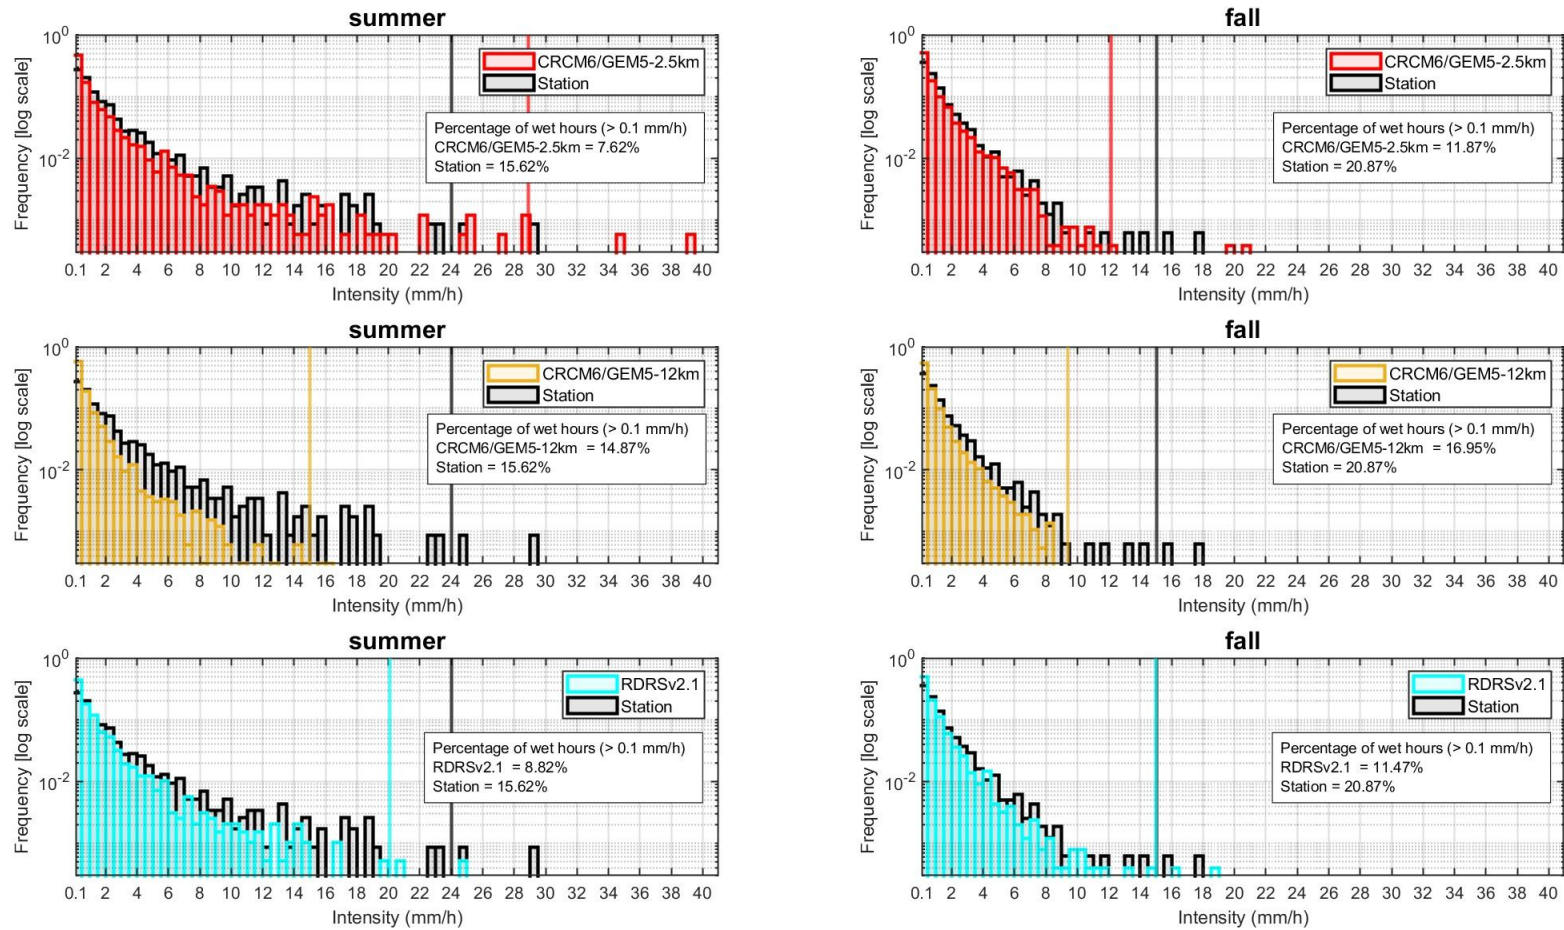 summer
10^0
10^-2
Frequency [log scale]
CRCM6/GEM5-2.5km
Station
Percentage of wet hours (> 0.1 mm/h)
CRCM6/GEM5-2.5km = 7.62%
Station = 15.62%
0.1 2 4 6 8 10 12 14 16 18 20 22 24 26 28 30 32 34 36 38 40
Intensity (mm/h)
fall
10^0
10^-2
Frequency [log scale]
CRCM6/GEM5-2.5km
Station
Percentage of wet hours (> 0.1 mm/h)
CRCM6/GEM5-2.5km = 11.87%
Station = 20.87%
0.1 2 4 6 8 10 12 14 16 18 20 22 24 26 28 30 32 34 36 38 40
Intensity (mm/h)
summer
10^0
10^-2
Frequency [log scale]
CRCM6/GEM5-12km
Station
Percentage of wet hours (> 0.1 mm/h)
CRCM6/GEM5-12km = 14.87%
Station = 15.62%
0.1 2 4 6 8 10 12 14 16 18 20 22 24 26 28 30 32 34 36 38 40
Intensity (mm/h)
fall
10^0
10^-2
Frequency [log scale]
CRCM6/GEM5-12km
Station
Percentage of wet hours (> 0.1 mm/h)
CRCM6/GEM5-12km = 16.95%
Station = 20.87%
0.1 2 4 6 8 10 12 14 16 18 20 22 24 26 28 30 32 34 36 38 40
Intensity (mm/h)
summer
10^0
10^-2
Frequency [log scale]
RDRSv2.1
Station
Percentage of wet hours (> 0.1 mm/h)
RDRSv2.1 = 8.82%
Station = 15.62%
0.1 2 4 6 8 10 12 14 16 18 20 22 24 26 28 30 32 34 36 38 40
Intensity (mm/h)
fall
10^0
10^-2
Frequency [log scale]
RDRSv2.1
Station
Percentage of wet hours (> 0.1 mm/h)
RDRSv2.1 = 11.47%
Station = 20.87%
0.1 2 4 6 8 10 12 14 16 18 20 22 24 26 28 30 32 34 36 38 40
Intensity (mm/h)